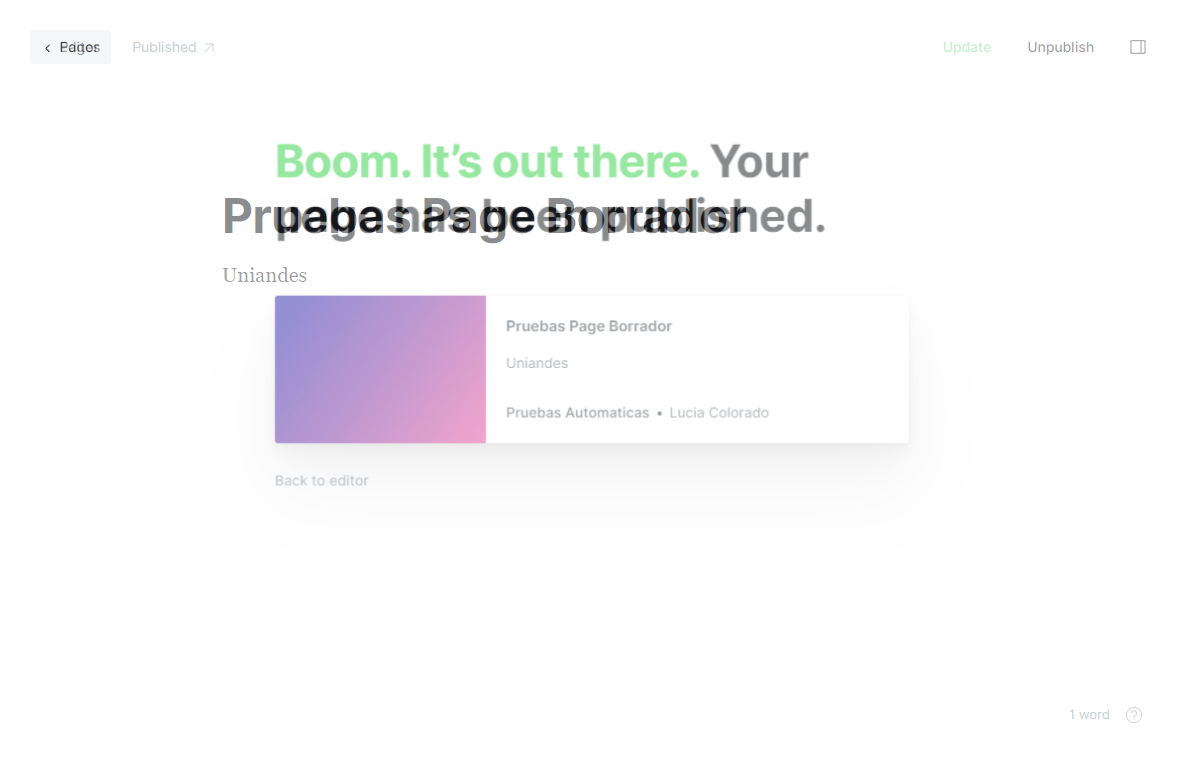 Pages
Editor
Published
Update
Unpublish
Boom. It's out there. Your
page has been published.
Pruebas Page Borrador
Uniandes
Pruebas Page Borrador
Uniandes
Pruebas Automaticas • Lucia Colorado
Back to editor
1 word